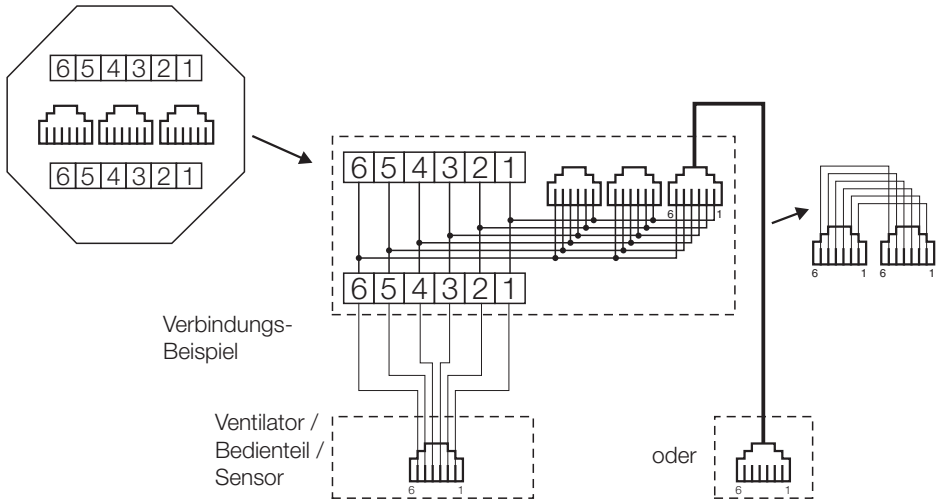 6 5 4 3 2 1
6 5 4 3 2 1
6 5 4 3 2 1
6 1
6 1 6 1
6 5 4 3 2 1
Verbindungs-
Beispiel
Ventilator /
Bedienteil /
Sensor
6 1
oder
6 1